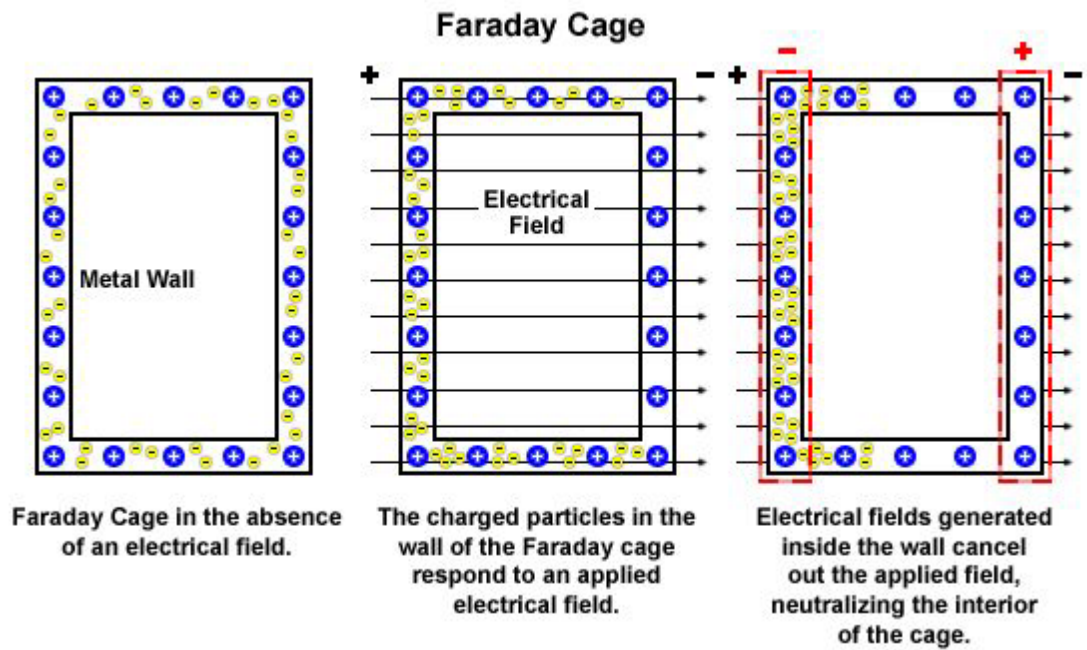 Faraday Cage
Metal Wall
Faraday Cage in the absence
of an electrical field.
+ -
Electrical
Field
The charged particles in the
wall of the Faraday cage
respond to an applied
electrical field.
- +
+ -
Electrical fields generated
inside the wall cancel
out the applied field,
neutralizing the interior
of the cage.